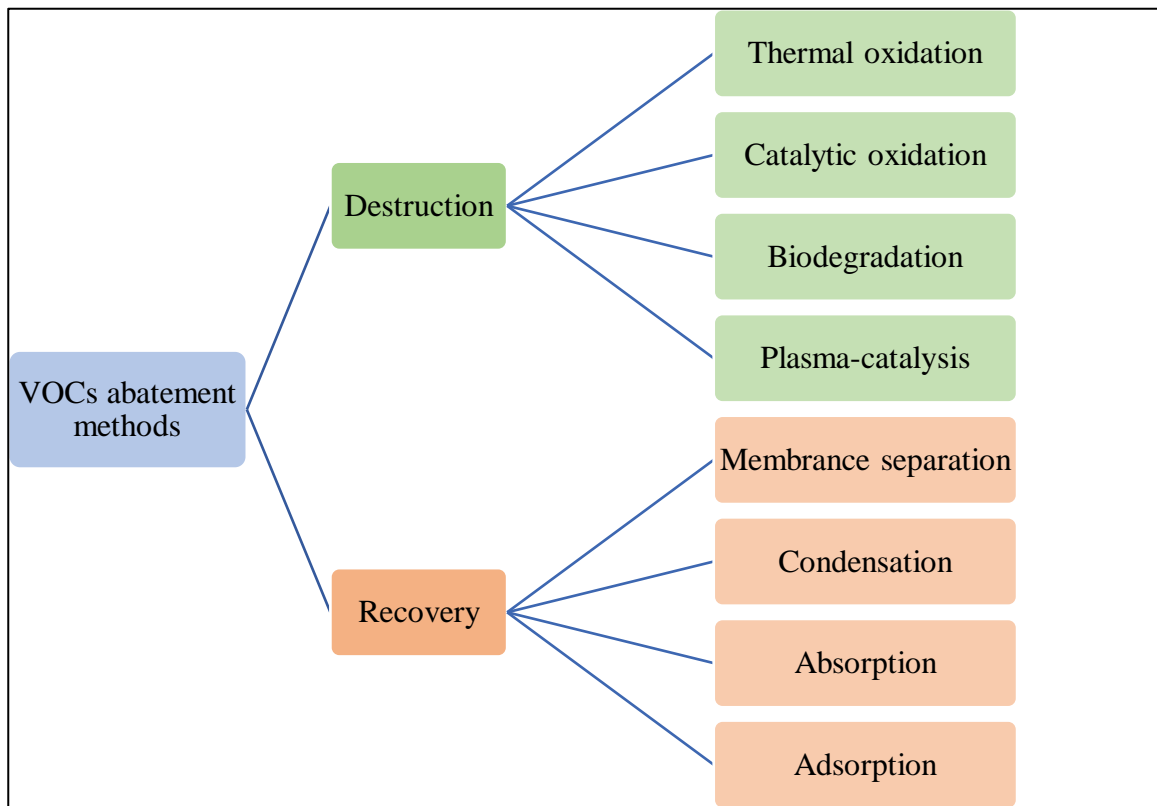 Thermal oxidation
Catalytic oxidation
Destruction
Biodegradation
Plasma-catalysis
VOCs abatement
methods
Membrance separation
Condensation
Recovery
Absorption
Adsorption